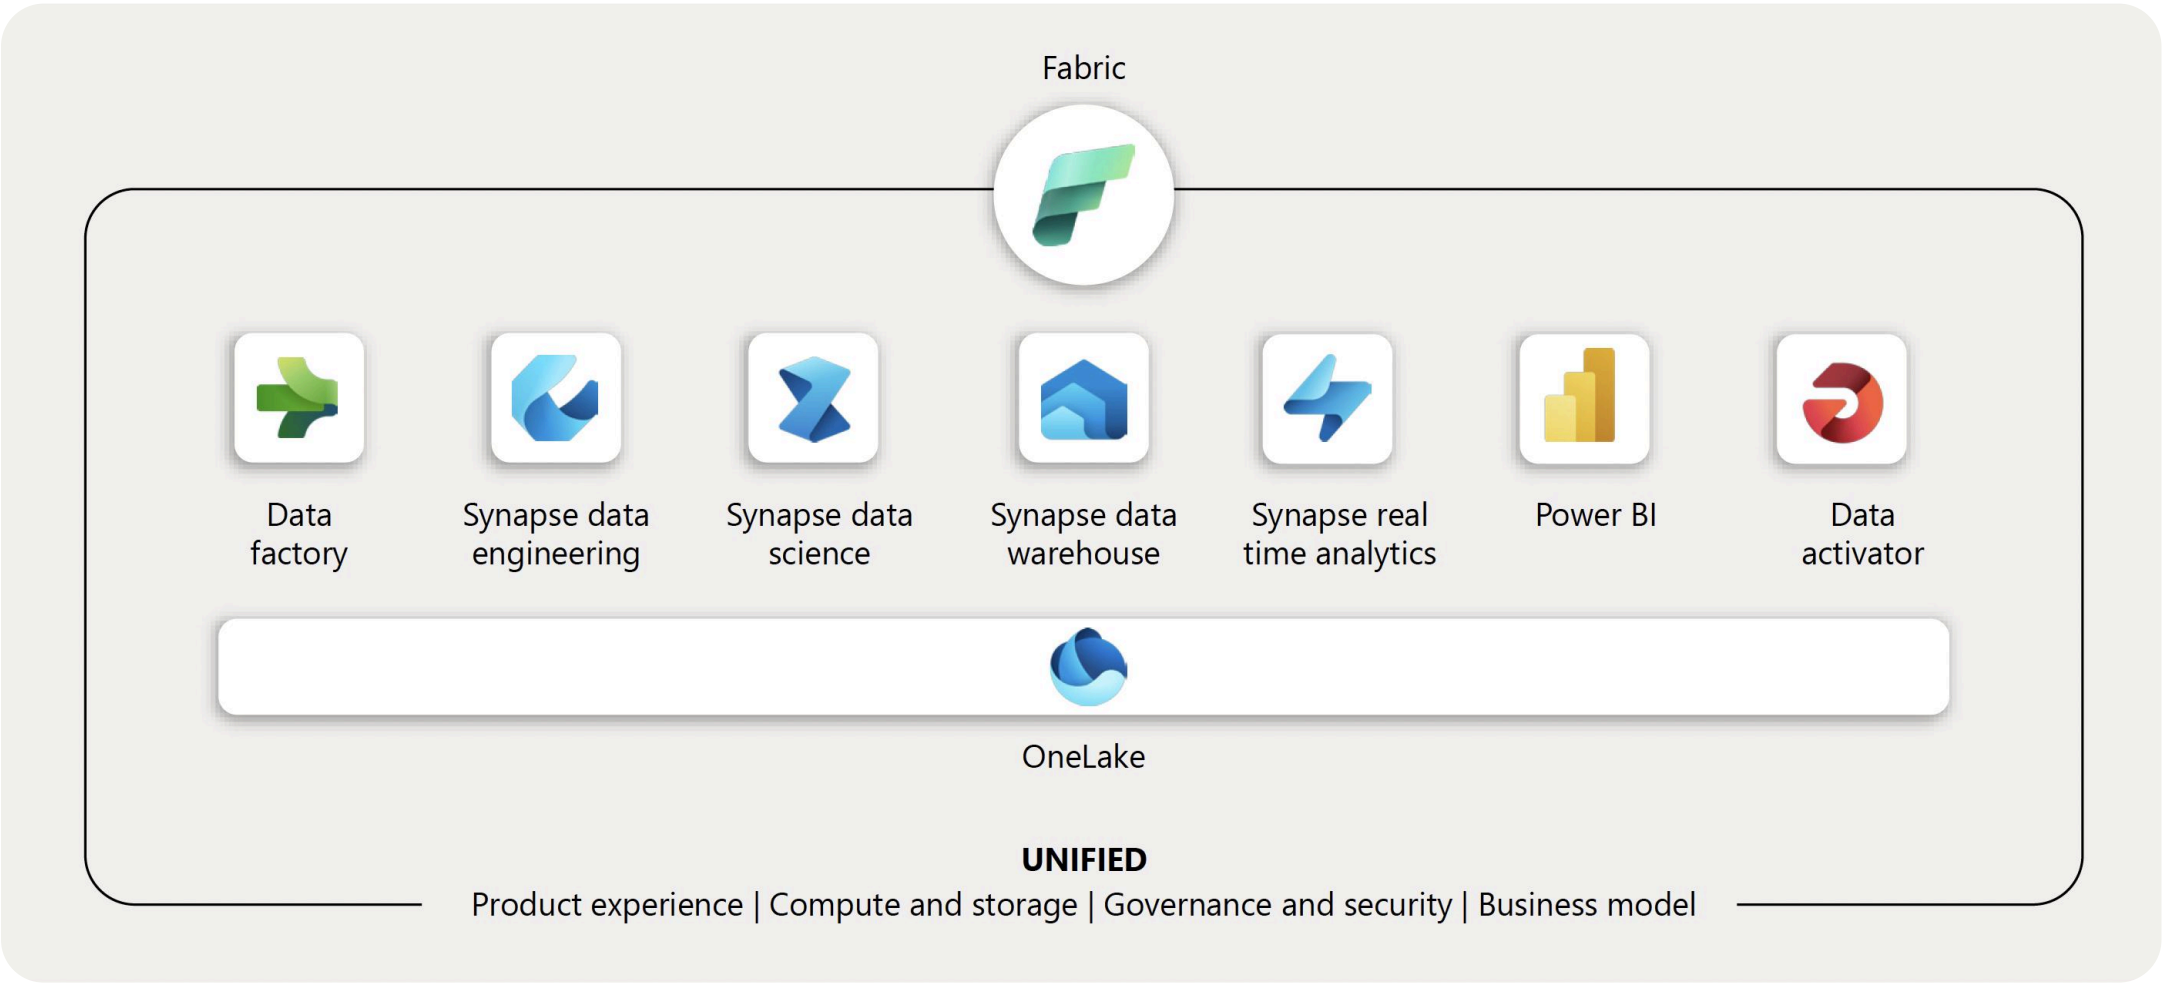 Fabric
Data
factory
Synapse data
engineering
Synapse data
science
Synapse data
warehouse
Synapse real
time analytics
Power BI
Data
activator
OneLake
UNIFIED
Product experience | Compute and storage | Governance and security | Business model